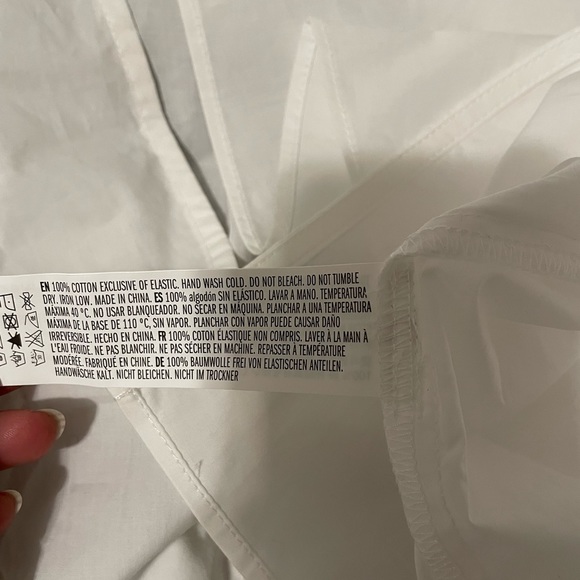 EN 100% COTTON EXCLUSIVE OF ELASTIC. HAND WASH COLD. DO NOT BLEACH. DO NOT TUMBLE
DRY. IRON LOW. MADE IN CHINA. ES 100% algodón SIN ELÁSTICO. LAVAR A MANO. TEMPERATURA
MÁXIMA 40 °C. NO USAR BLANQUEADOR. NO SECAR EN MÁQUINA. PLANCHAR A UNA TEMPERATURA
MÁXIMA DE LA BASE DE 110 °C, SIN VAPOR. PLANCHAR CON VAPOR PUEDE CAUSAR DAÑO
IRREVERSIBLE. HECHO EN CHINA. FR 100% COTON ÉLASTIQUE NON COMPRIS. LAVER À LA MAIN À
L'EAU FROIDE. NE PAS BLANCHIR. NE PAS SÉCHER EN MACHINE. REPASSER À TEMPÉRATURE
MODÉRÉE. FABRIQUÉ EN CHINE. DE 100% BAUMWOLLE FREI VON ELASTISCHEN ANTEILEN.
HANDWÄSCHE KALT. NICHT BLEICHEN. NICHT IM TROCKNER